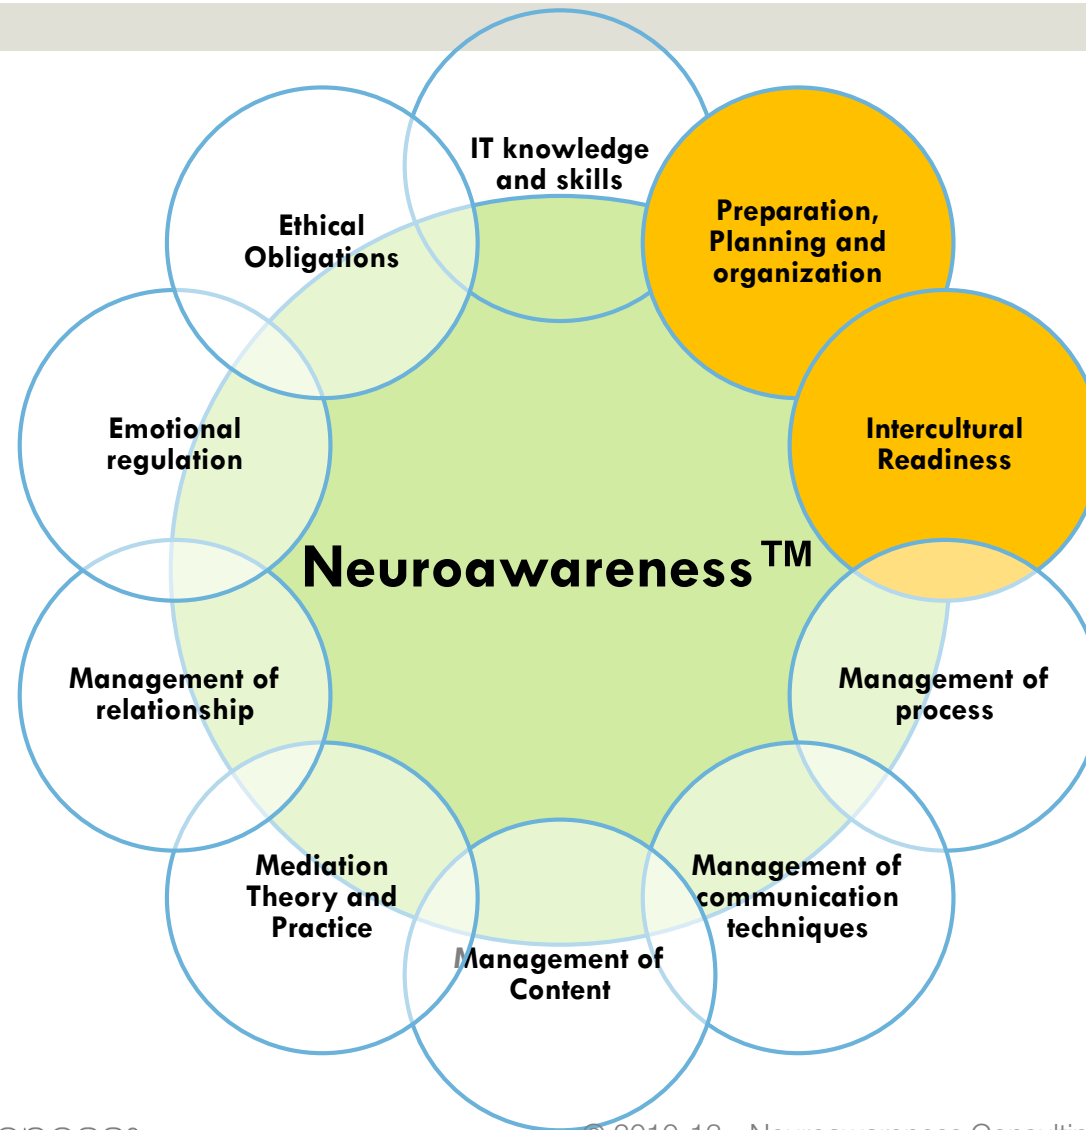 IT knowledge
and skills
Preparation,
Planning and
organization
Ethical
Obligations
Intercultural
Readiness
Emotional
regulation
Neuroawareness™
Management of
process
Management of
relationship
Management of
communication
techniques
Mediation
Theory and
Practice
Management of
Content